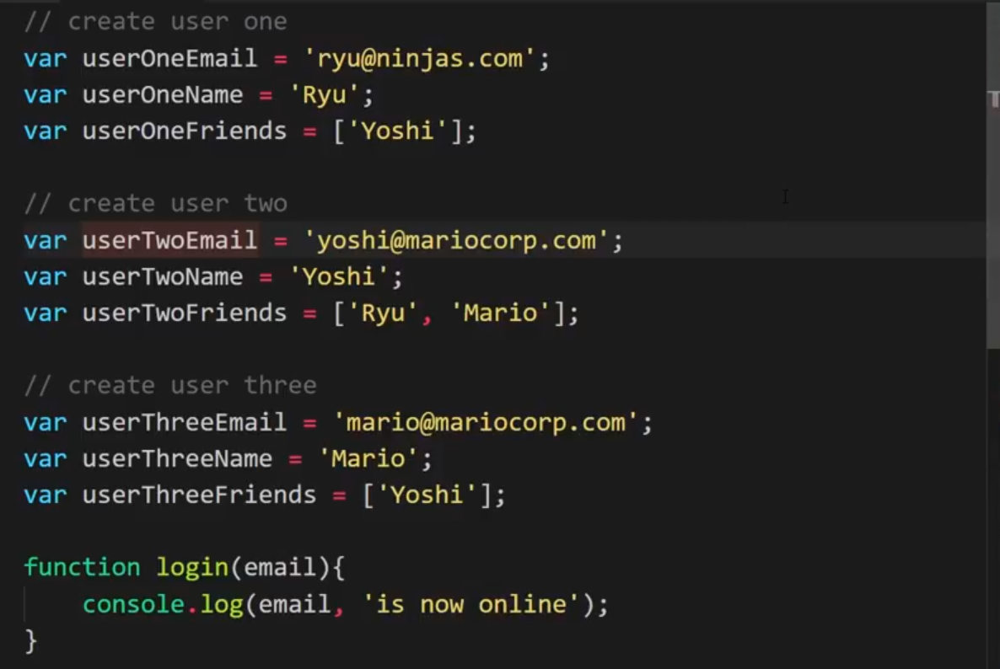 // create user one
var userOneEmail = 'ryu@ninjas.com';
var userOneName = 'Ryu';
var userOneFriends = ['Yoshi'];

// create user two
var userTwoEmail = 'yoshi@mariocorp.com';
var userTwoName = 'Yoshi';
var userTwoFriends = ['Ryu', 'Mario'];

// create user three
var userThreeEmail = 'mario@mariocorp.com';
var userThreeName = 'Mario';
var userThreeFriends = ['Yoshi'];

function login(email){
    console.log(email, 'is now online');
}